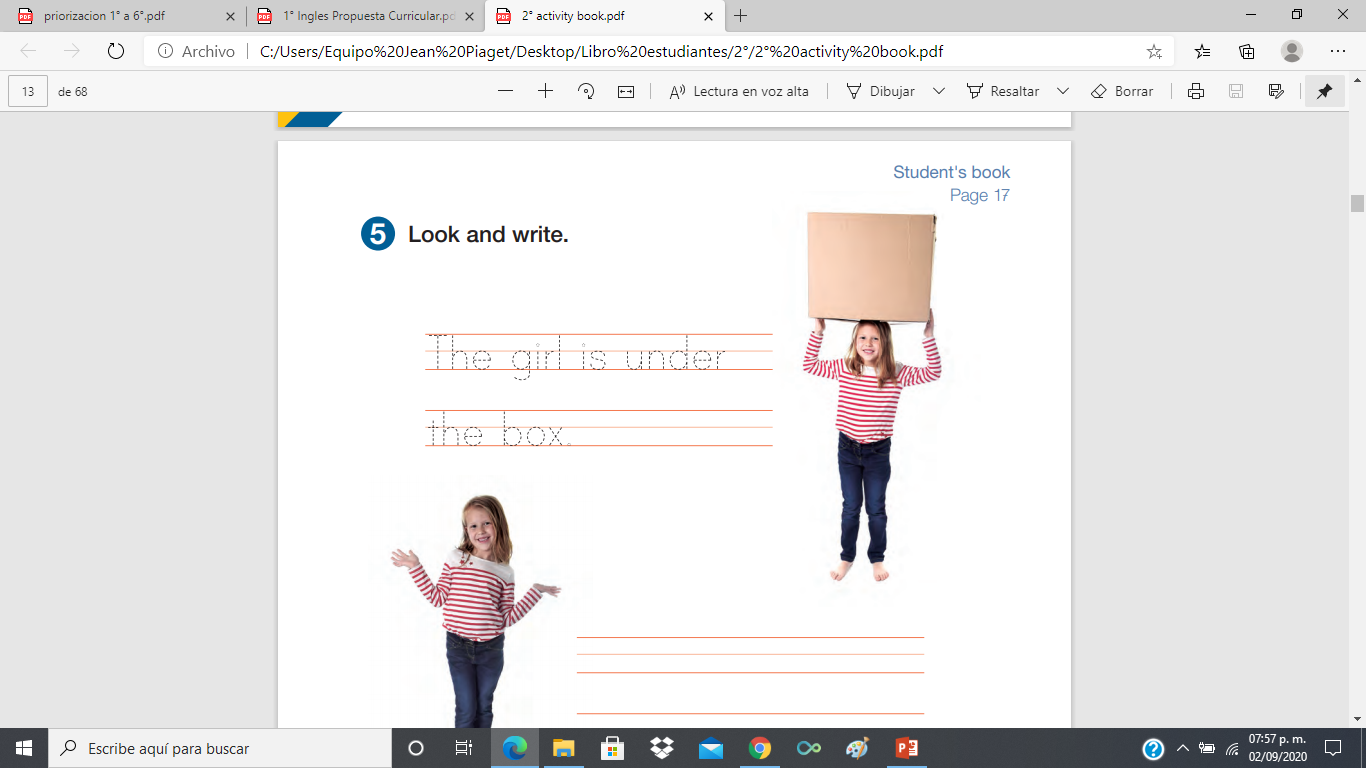 priorizacion 1° a 6°.pdf
1° Ingles Propuesta Curricular.pd
2° activity book.pdf
Archivo
C:/Users/Equipo%20Jean%20Piaget/Desktop/Libro%20estudiantes/2°/2°%20activity%20book.pdf
13
de 68
Lectura en voz alta
Dibujar
Resaltar
Borrar
Student's book
Page 17
5 Look and write.
The girl is under
the box.
Escribe aquí para buscar
07:57 p. m.
02/09/2020